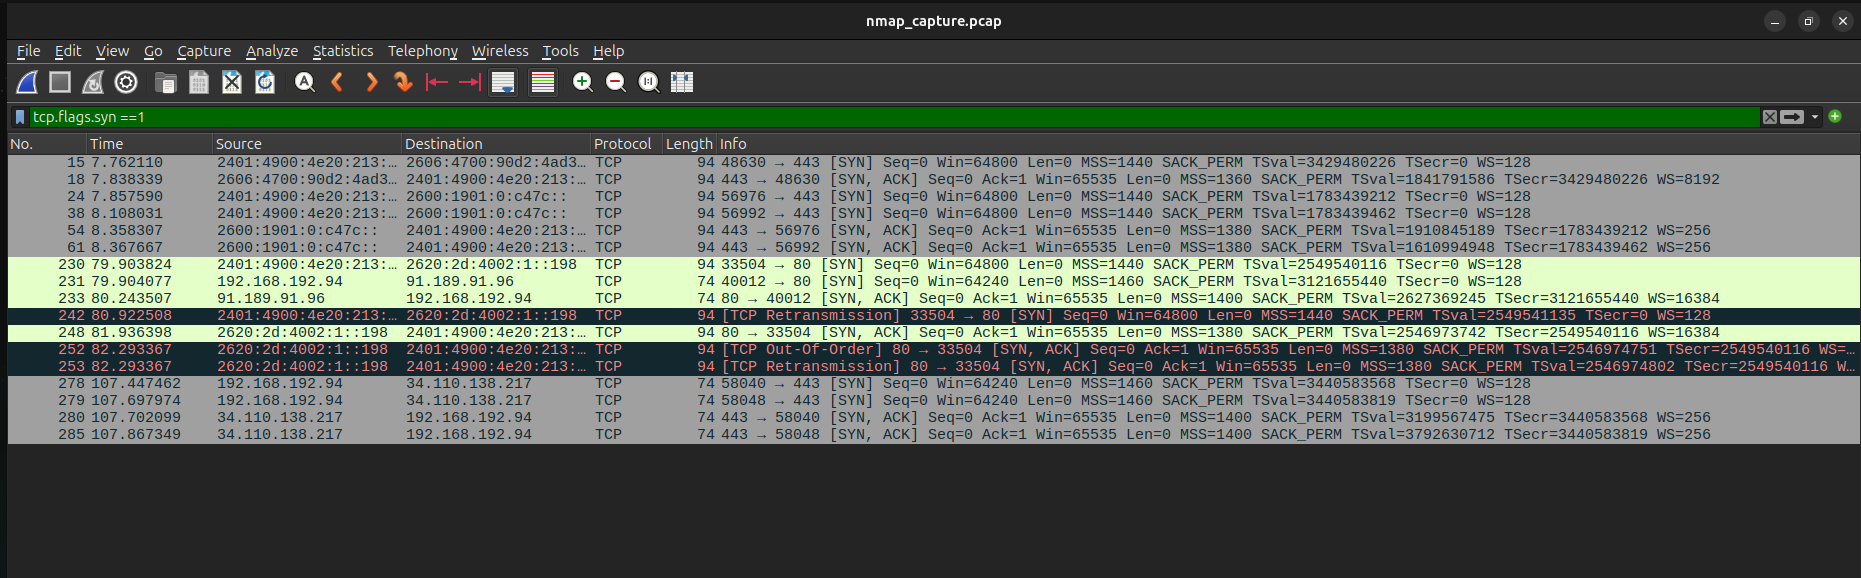 nmap_capture.pcap
File Edit View Go Capture Analyze Statistics Telephony Wireless Tools Help
tcp.flags.syn ==1
No. Time Source Destination Protocol Length Info
15 7.762110 2401:4900:4e20:213:… 2606:4700:90d2:4ad3… TCP 94 48630 → 443 [SYN] Seq=0 Win=64800 Len=0 MSS=1440 SACK_PERM TSval=3429480226 TSecr=0 WS=128
18 7.838339 2606:4700:90d2:4ad3… 2401:4900:4e20:213:… TCP 94 443 → 48630 [SYN, ACK] Seq=0 Ack=1 Win=65535 Len=0 MSS=1360 SACK_PERM TSval=1841791586 TSecr=3429480226 WS=8192
24 7.857590 2401:4900:4e20:213:… 2600:1901:0:c47c:: TCP 94 56976 → 443 [SYN] Seq=0 Win=64800 Len=0 MSS=1440 SACK_PERM TSval=1783439212 TSecr=0 WS=128
38 8.108031 2401:4900:4e20:213:… 2600:1901:0:c47c:: TCP 94 56992 → 443 [SYN] Seq=0 Win=64800 Len=0 MSS=1440 SACK_PERM TSval=1783439462 TSecr=0 WS=128
54 8.358307 2600:1901:0:c47c:: 2401:4900:4e20:213:… TCP 94 443 → 56976 [SYN, ACK] Seq=0 Ack=1 Win=65535 Len=0 MSS=1380 SACK_PERM TSval=1910845189 TSecr=1783439212 WS=256
61 8.367667 2600:1901:0:c47c:: 2401:4900:4e20:213:… TCP 94 443 → 56992 [SYN, ACK] Seq=0 Ack=1 Win=65535 Len=0 MSS=1380 SACK_PERM TSval=1610994948 TSecr=1783439462 WS=256
230 79.903824 2401:4900:4e20:213:… 2620:2d:4002:1::198 TCP 94 33504 → 80 [SYN] Seq=0 Win=64800 Len=0 MSS=1440 SACK_PERM TSval=2549540116 TSecr=0 WS=128
231 79.904077 192.168.192.94 91.189.91.96 TCP 74 40012 → 80 [SYN] Seq=0 Win=64240 Len=0 MSS=1460 SACK_PERM TSval=3121655440 TSecr=0 WS=128
233 80.243507 91.189.91.96 192.168.192.94 TCP 74 80 → 40012 [SYN, ACK] Seq=0 Ack=1 Win=65535 Len=0 MSS=1400 SACK_PERM TSval=2627369245 TSecr=3121655440 WS=16384
242 80.922508 2401:4900:4e20:213:… 2620:2d:4002:1::198 TCP 94 [TCP Retransmission] 33504 → 80 [SYN] Seq=0 Win=64800 Len=0 MSS=1440 SACK_PERM TSval=2549541135 TSecr=0 WS=128
248 81.936398 2620:2d:4002:1::198 2401:4900:4e20:213:… TCP 94 80 → 33504 [SYN, ACK] Seq=0 Ack=1 Win=65535 Len=0 MSS=1380 SACK_PERM TSval=2546973742 TSecr=2549540116 WS=16384
252 82.293367 2620:2d:4002:1::198 2401:4900:4e20:213:… TCP 94 [TCP Out-Of-Order] 80 → 33504 [SYN, ACK] Seq=0 Ack=1 Win=65535 Len=0 MSS=1380 SACK_PERM TSval=2546974751 TSecr=2549540116 WS=…
253 82.293367 2620:2d:4002:1::198 2401:4900:4e20:213:… TCP 94 [TCP Retransmission] 80 → 33504 [SYN, ACK] Seq=0 Ack=1 Win=65535 Len=0 MSS=1380 SACK_PERM TSval=2546974802 TSecr=2549540116 W…
278 107.447462 192.168.192.94 34.110.138.217 TCP 74 58040 → 443 [SYN] Seq=0 Win=64240 Len=0 MSS=1460 SACK_PERM TSval=3440583568 TSecr=0 WS=128
279 107.697974 192.168.192.94 34.110.138.217 TCP 74 58048 → 443 [SYN] Seq=0 Win=64240 Len=0 MSS=1460 SACK_PERM TSval=3440583819 TSecr=0 WS=128
280 107.702099 34.110.138.217 192.168.192.94 TCP 74 443 → 58040 [SYN, ACK] Seq=0 Ack=1 Win=65535 Len=0 MSS=1400 SACK_PERM TSval=3199567475 TSecr=3440583568 WS=256
285 107.867349 34.110.138.217 192.168.192.94 TCP 74 443 → 58048 [SYN, ACK] Seq=0 Ack=1 Win=65535 Len=0 MSS=1400 SACK_PERM TSval=3792630712 TSecr=3440583819 WS=256